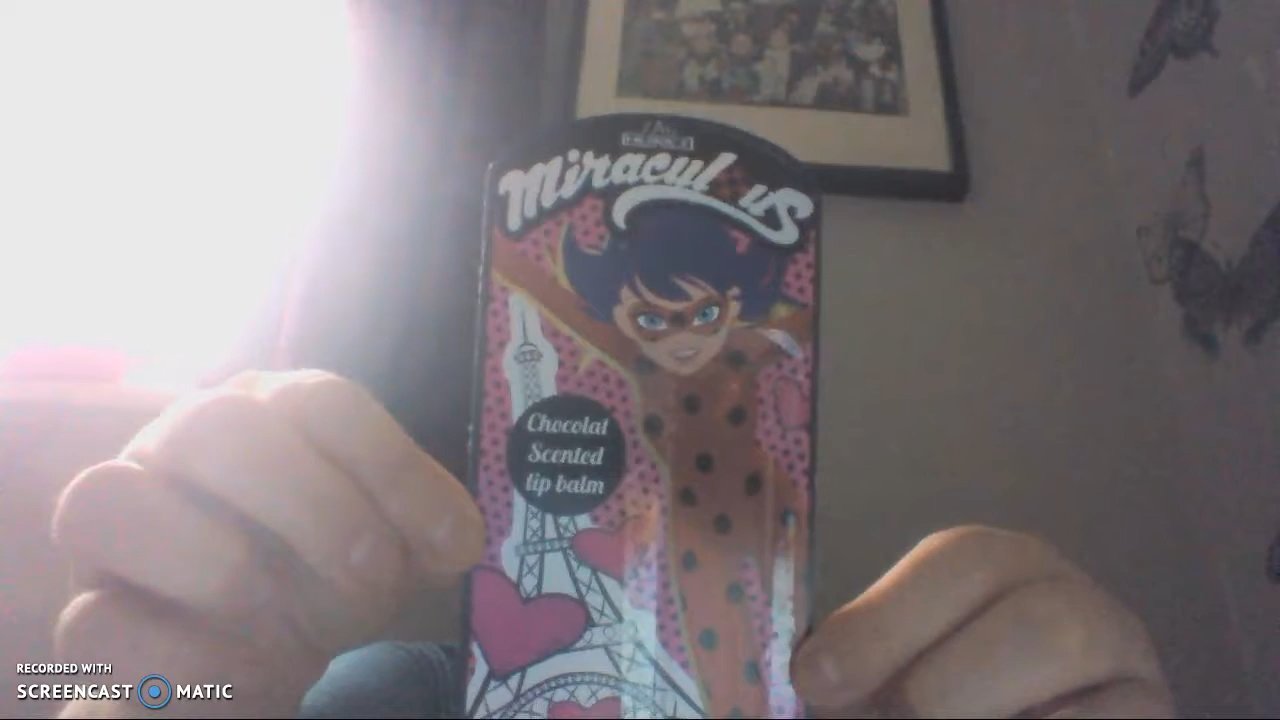 Miraculous
Chocolat
Scented
lip balm
RECORDED WITH
SCREENCAST MATIC